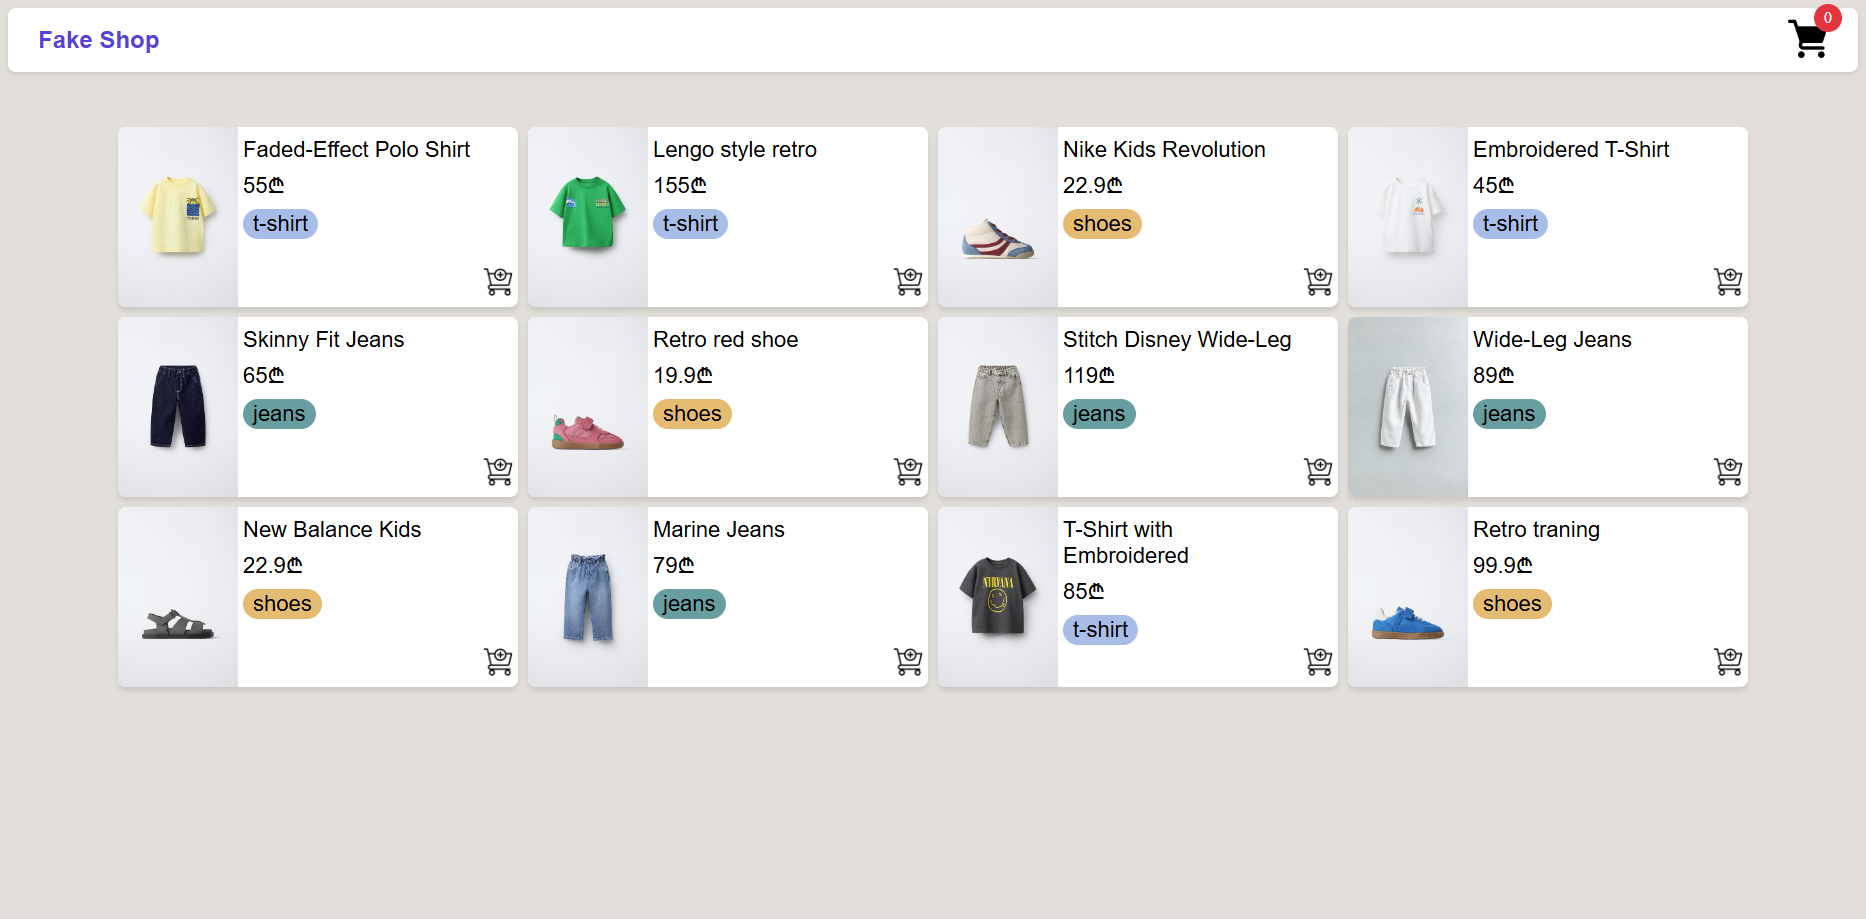 Fake Shop
0
Faded-Effect Polo Shirt
55₾
t-shirt
Lengo style retro
155₾
t-shirt
Nike Kids Revolution
22.9₾
shoes
Embroidered T-Shirt
45₾
t-shirt
Skinny Fit Jeans
65₾
jeans
Retro red shoe
19.9₾
shoes
Stitch Disney Wide-Leg
119₾
jeans
Wide-Leg Jeans
89₾
jeans
New Balance Kids
22.9₾
shoes
Marine Jeans
79₾
jeans
NIRVANA
T-Shirt with
Embroidered
85₾
t-shirt
Retro traning
99.9₾
shoes